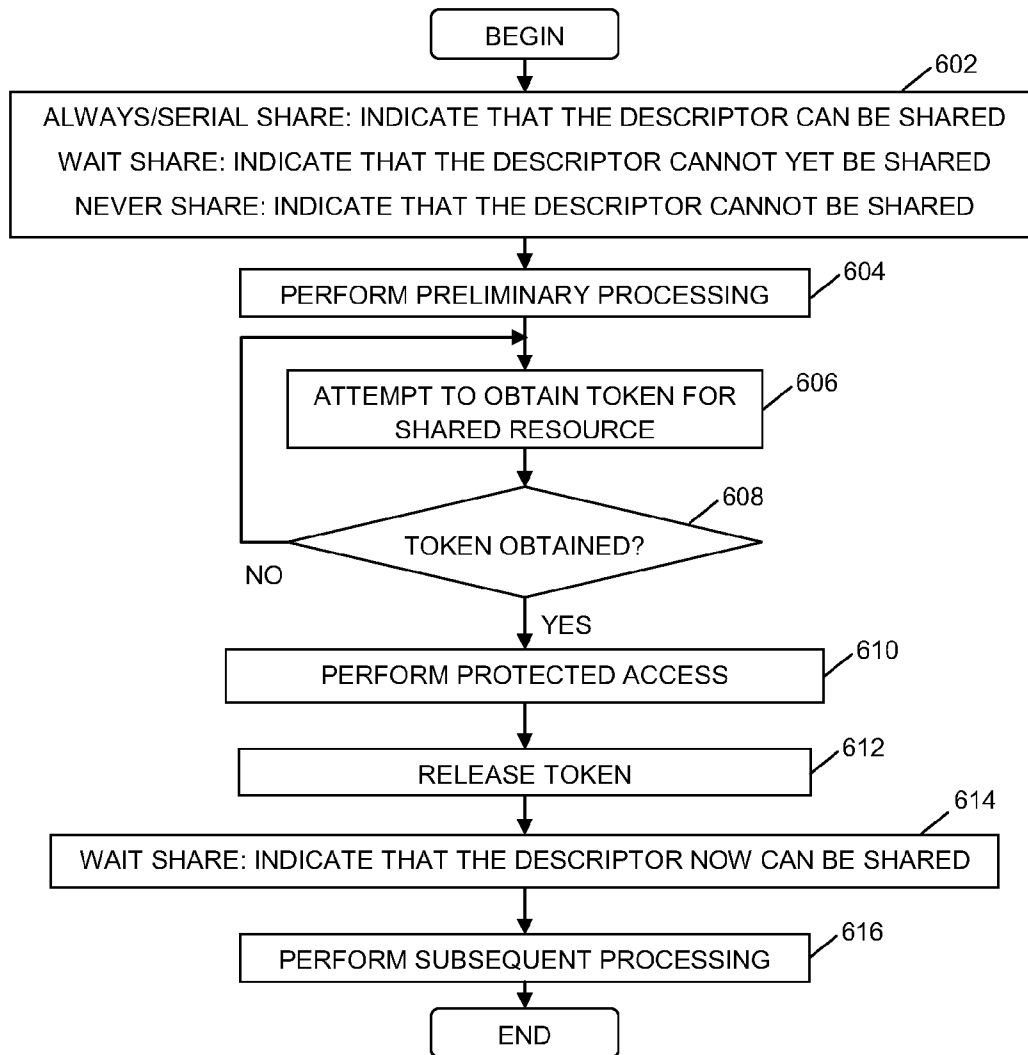 BEGIN
602
ALWAYS/SERIAL SHARE: INDICATE THAT THE DESCRIPTOR CAN BE SHARED
WAIT SHARE: INDICATE THAT THE DESCRIPTOR CANNOT YET BE SHARED
NEVER SHARE: INDICATE THAT THE DESCRIPTOR CANNOT BE SHARED
604
PERFORM PRELIMINARY PROCESSING
606
ATTEMPT TO OBTAIN TOKEN FOR
SHARED RESOURCE
608
TOKEN OBTAINED?
NO
YES
610
PERFORM PROTECTED ACCESS
612
RELEASE TOKEN
614
WAIT SHARE: INDICATE THAT THE DESCRIPTOR NOW CAN BE SHARED
616
PERFORM SUBSEQUENT PROCESSING
END